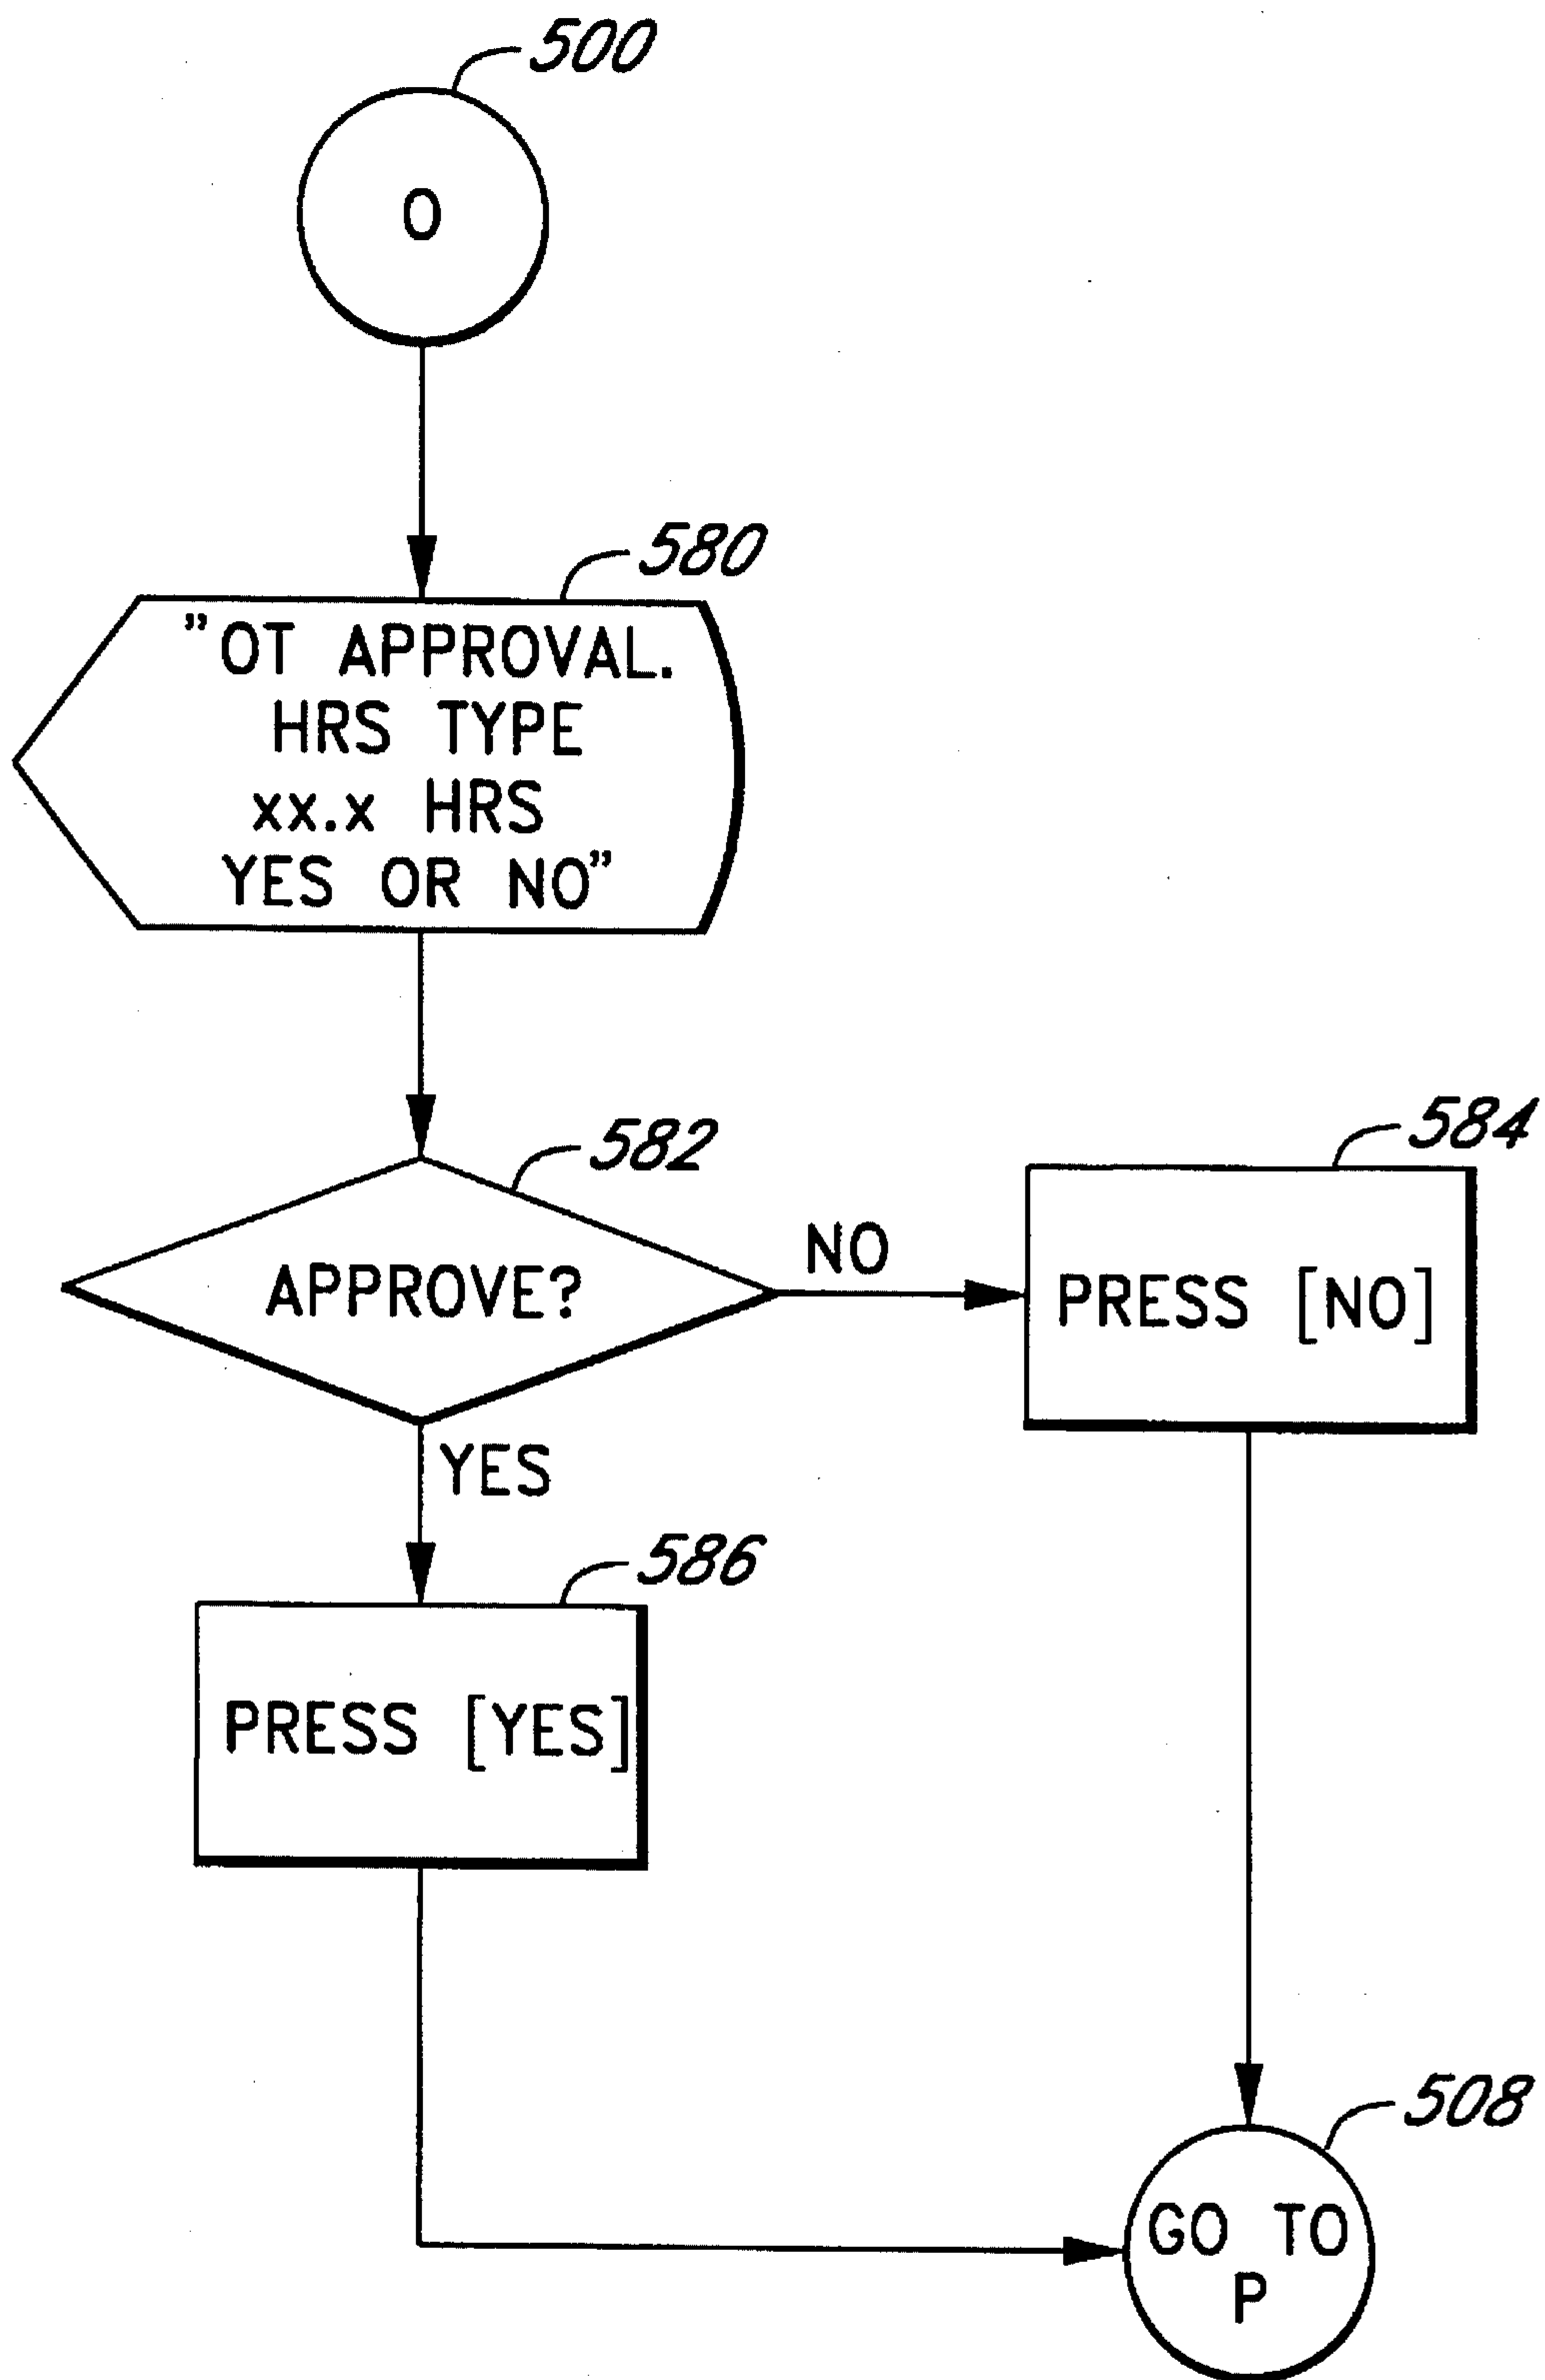 500
O
580
"OT APPROVAL.
HRS TYPE
xx.x HRS
YES OR NO"
582
584
APPROVE?
NO
PRESS [NO]
YES
586
PRESS [YES]
508
GO TO
P